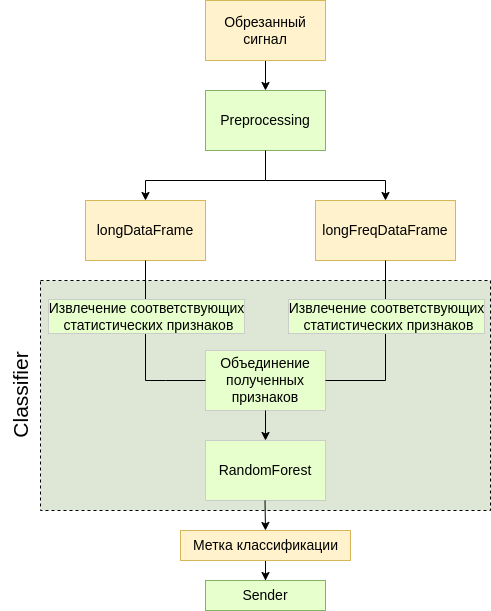 Обрезанный
сигнал
Preprocessing
longDataFrame
longFreqDataFrame
Извлечение соответствующих
статистических признаков
Извлечение соответствующих
статистических признаков
Classifier
Объединение
полученных
признаков
RandomForest
Метка классификации
Sender